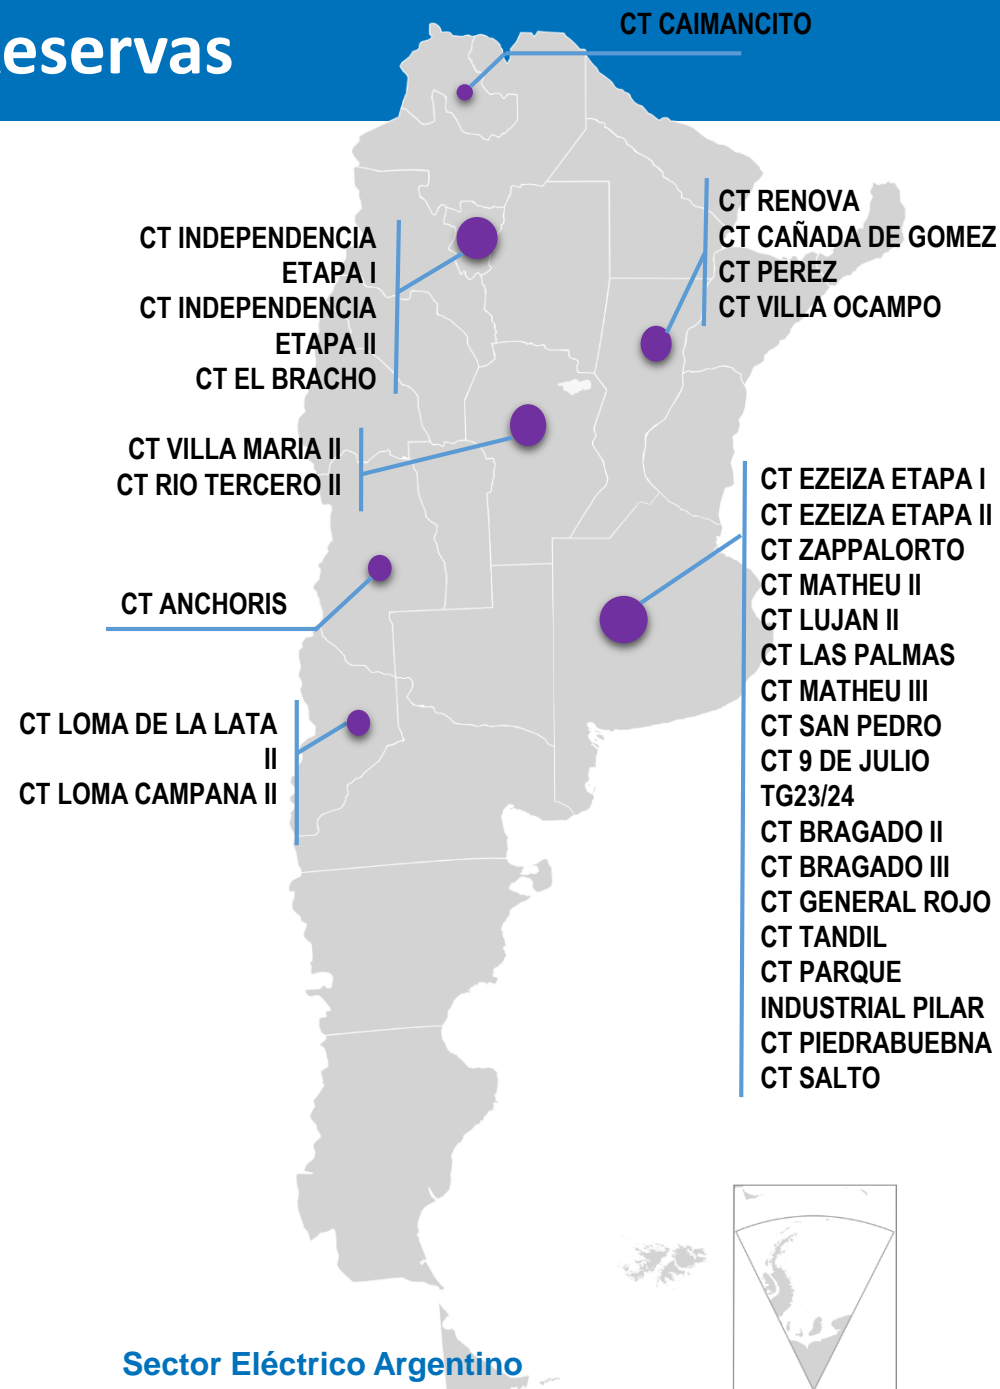 eservas
CT CAIMANCITO
CT RENOVA
CT CAÑADA DE GOMEZ
CT PEREZ
CT VILLA OCAMPO
CT INDEPENDENCIA
ETAPA I
CT INDEPENDENCIA
ETAPA II
CT EL BRACHO
CT VILLA MARIA II
CT RIO TERCERO II
CT EZEIZA ETAPA I
CT EZEIZA ETAPA II
CT ZAPPALORTO
CT MATHEU II
CT LUJAN II
CT LAS PALMAS
CT MATHEU III
CT SAN PEDRO
CT 9 DE JULIO
TG23/24
CT BRAGADO II
CT BRAGADO III
CT GENERAL ROJO
CT TANDIL
CT PARQUE
INDUSTRIAL PILAR
CT PIEDRABUEBNA
CT SALTO
CT ANCHORIS
CT LOMA DE LA LATA
II
CT LOMA CAMPANA II
Sector Eléctrico Argentino